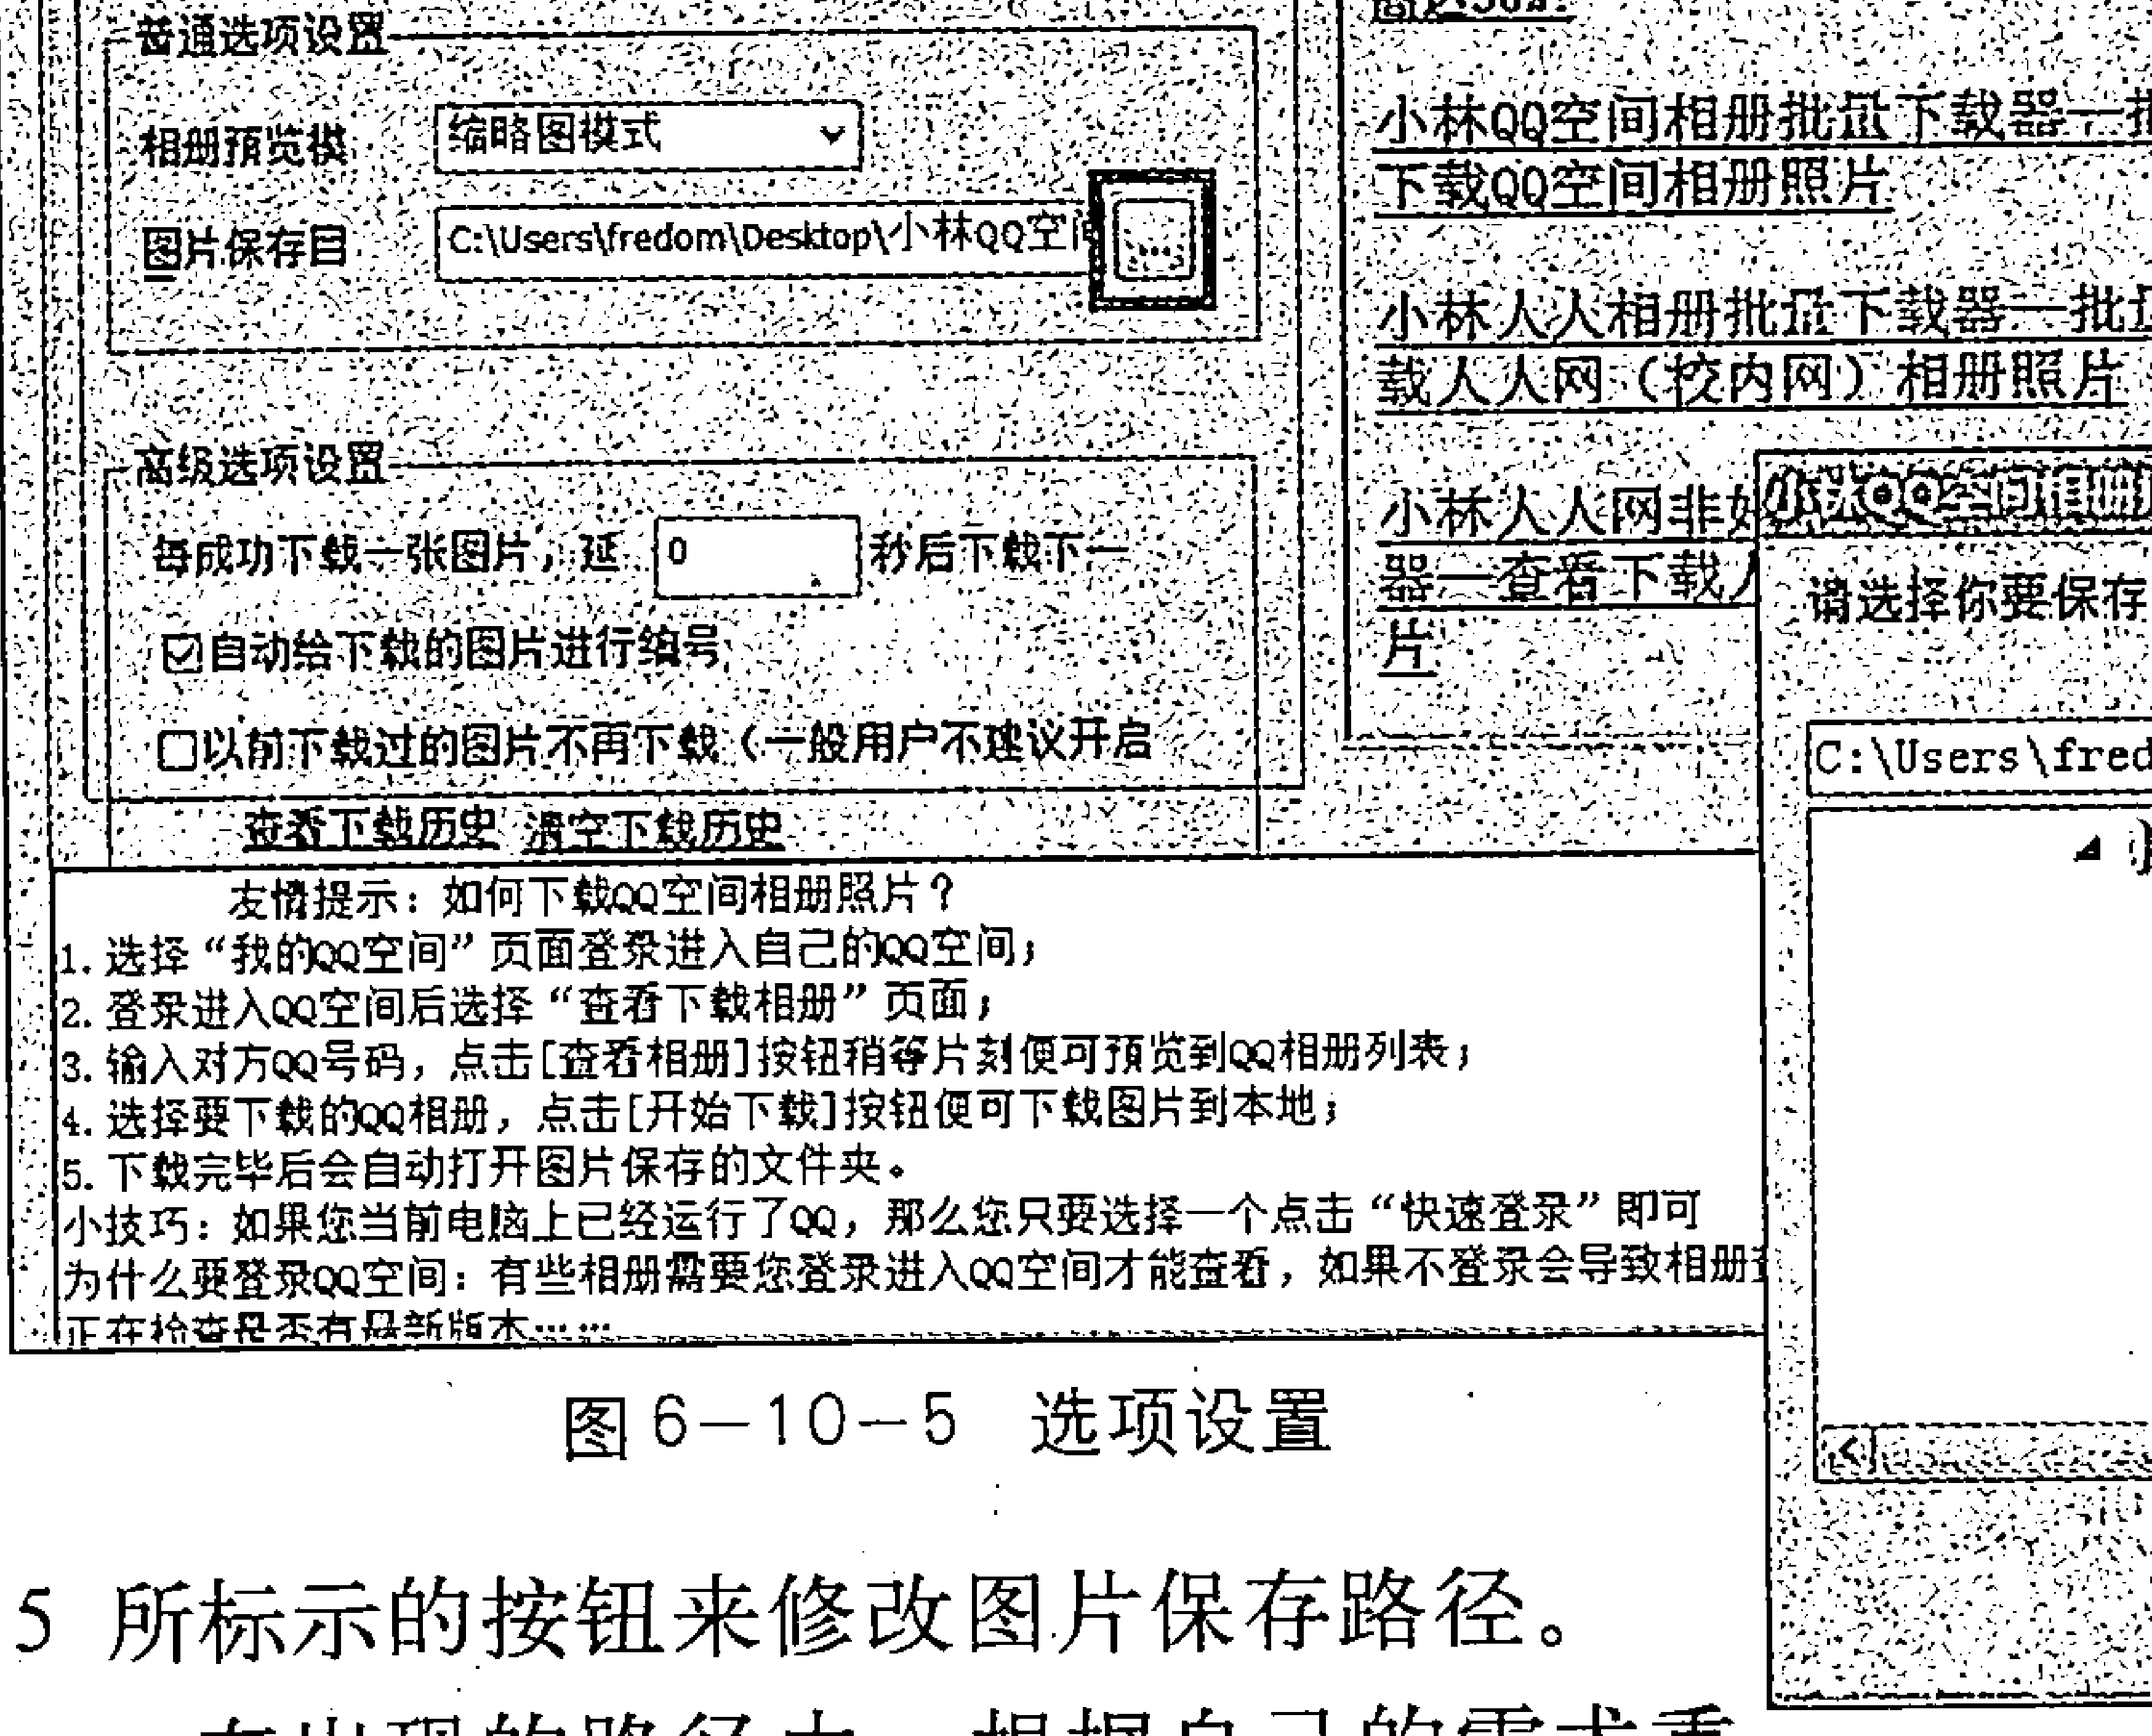 普通选项设置
相册预览模
缩略图模式
图片保存目
C:\Users\fredom\Desktop\小林QQ空间
高级选项设置
每成功下载一张图片，延
0
秒后下载下一
自动给下载的图片进行编号
以前下载过的图片不再下载（一般用户不建议开启
查看下载历史 清空下载历史
小林QQ空间相册批量下载器—批
下载QQ空间相册照片
小林人人相册批量下载器—批量
载人人网（校内网）相册照片
小林人人网非好
器—查看下载人
片
小林QQ空间相册
请选择你要保存
C:\Users\fred
友情提示：如何下载QQ空间相册照片？
1. 选择“我的QQ空间”页面登录进入自己的QQ空间；
2. 登录进入QQ空间后选择“查看下载相册”页面；
3. 输入对方QQ号码，点击[查看相册]按钮稍等片刻便可预览到QQ相册列表；
4. 选择要下载的QQ相册，点击[开始下载]按钮便可下载图片到本地；
5. 下载完毕后会自动打开图片保存的文件夹。
小技巧：如果您当前电脑上已经运行了QQ，那么您只要选择一个点击“快速登录”即可
为什么要登录QQ空间：有些相册需要您登录进入QQ空间才能查看，如果不登录会导致相册查
正在检查是否有最新版本……
图 6－10－5 选项设置
5 所标示的按钮来修改图片保存路径。